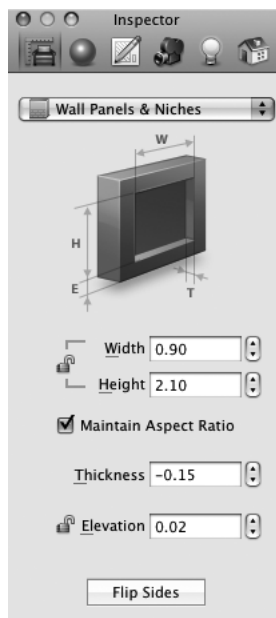 Inspector
Wall Panels & Niches
W
H
E
T
Width 0.90
Height 2.10
Maintain Aspect Ratio
Thickness -0.15
Elevation 0.02
Flip Sides